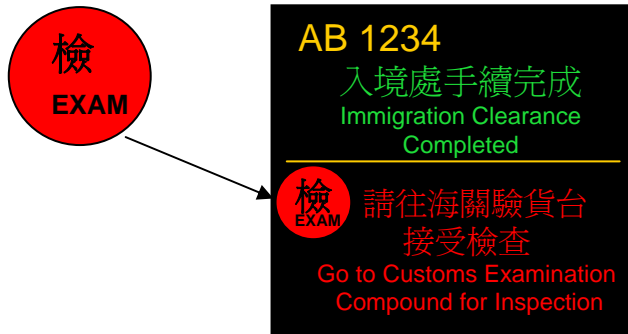 檢
EXAM
AB 1234
入境處手續完成
Immigration Clearance
Completed
檢
EXAM
請往海關驗貨台
接受檢查
Go to Customs Examination
Compound for Inspection